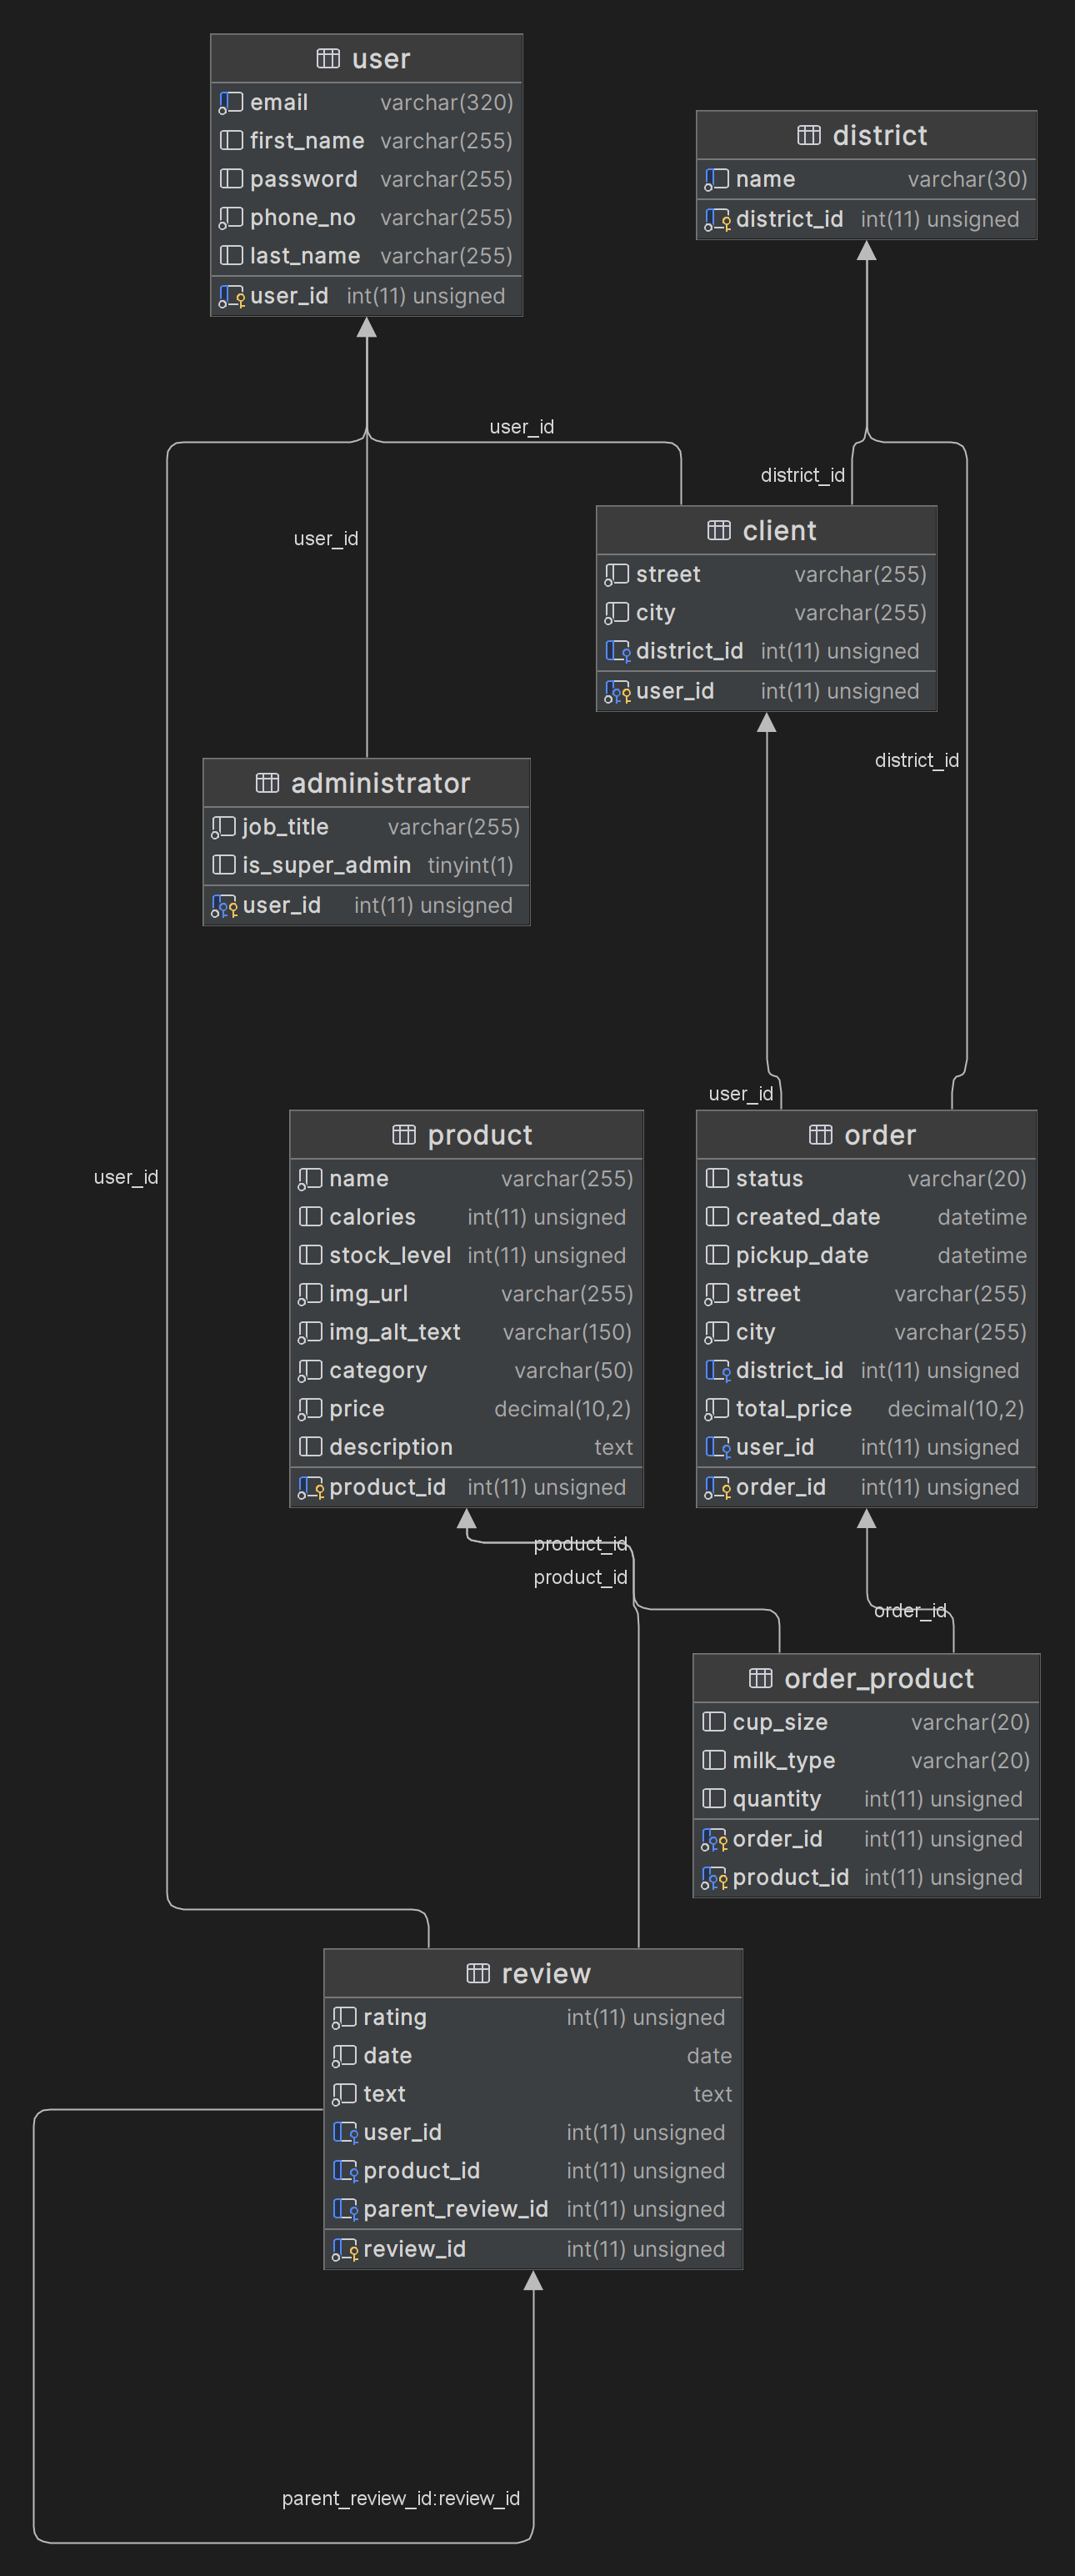 user
email varchar(320)
first_name varchar(255)
password varchar(255)
phone_no varchar(255)
last_name varchar(255)
user_id int(11) unsigned
district
name varchar(30)
district_id int(11) unsigned
user_id
district_id
user_id
client
street varchar(255)
city varchar(255)
district_id int(11) unsigned
user_id int(11) unsigned
district_id
administrator
job_title varchar(255)
is_super_admin tinyint(1)
user_id int(11) unsigned
user_id
user_id
product
name varchar(255)
calories int(11) unsigned
stock_level int(11) unsigned
img_url varchar(255)
img_alt_text varchar(150)
category varchar(50)
price decimal(10,2)
description text
product_id int(11) unsigned
order
status varchar(20)
created_date datetime
pickup_date datetime
street varchar(255)
city varchar(255)
district_id int(11) unsigned
total_price decimal(10,2)
user_id int(11) unsigned
order_id int(11) unsigned
product_id
product_id
order_id
order_product
cup_size varchar(20)
milk_type varchar(20)
quantity int(11) unsigned
order_id int(11) unsigned
product_id int(11) unsigned
review
rating int(11) unsigned
date date
text text
user_id int(11) unsigned
product_id int(11) unsigned
parent_review_id int(11) unsigned
review_id int(11) unsigned
parent_review_id:review_id